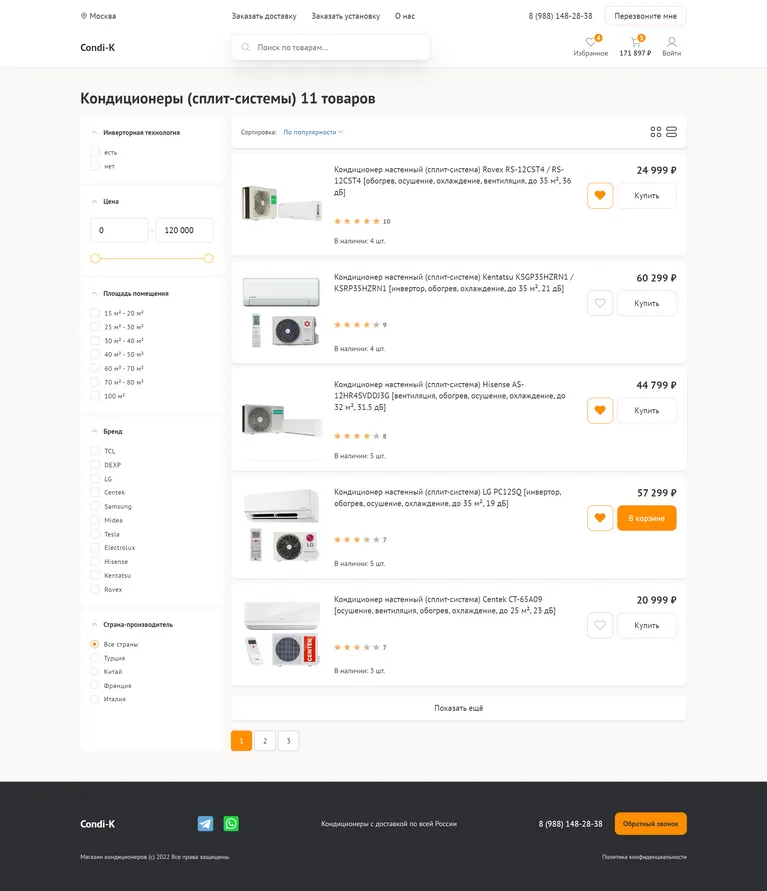 Москва
Заказать доставку
Заказать установку
О нас
8 (988) 148-28-38
Перезвоните мне
Condi-K
Поиск по товарам...
4
Избранное
3
171 897 ₽
Войти
Кондиционеры (сплит-системы) 11 товаров
Инверторная технология
есть
нет
Цена
0
-
120 000
Площадь помещения
15 м² - 20 м²
25 м² - 30 м²
30 м² - 40 м²
40 м² - 50 м²
60 м² - 70 м²
70 м² - 80 м²
100 м²
Бренд
TCL
DEXP
LG
Centek
Samsung
Midea
Tesla
Electrolux
Hisense
Kentatsu
Rovex
Страна-производитель
Все страны
Турция
Китай
Франция
Италия
Сортировка:
По популярности
Кондиционер настенный (сплит-система) Rovex RS-12CST4 / RS-
12CST4 [обогрев, осушение, охлаждение, вентиляция, до 35 м², 36
дБ]
10
В наличии: 4 шт.
24 999 ₽
Купить
Кондиционер настенный (сплит-система) Kentatsu KSGP35HZRN1 /
KSRP35HZRN1 [инвертор, обогрев, охлаждение, до 35 м², 21 дБ]
9
В наличии: 4 шт.
60 299 ₽
Купить
Кондиционер настенный (сплит-система) Hisense AS-
12HR4SVDDJ3G [вентиляция, обогрев, осушение, охлаждение, до
32 м², 31.5 дБ]
8
В наличии: 5 шт.
44 799 ₽
Купить
LG
Кондиционер настенный (сплит-система) LG PC12SQ [инвертор,
обогрев, осушение, охлаждение, до 35 м², 19 дБ]
7
В наличии: 5 шт.
57 299 ₽
В корзине
CENTEK
Кондиционер настенный (сплит-система) Centek CT-65A09
[осушение, вентиляция, обогрев, охлаждение, до 25 м², 23 дБ]
7
В наличии: 3 шт.
20 999 ₽
Купить
Показать ещё
1
2
3
Condi-K
Кондиционеры с доставкой по всей России
8 (988) 148-28-38
Обратный звонок
Магазин кондиционеров (c) 2022 Все права защищены.
Политика конфиденциальности